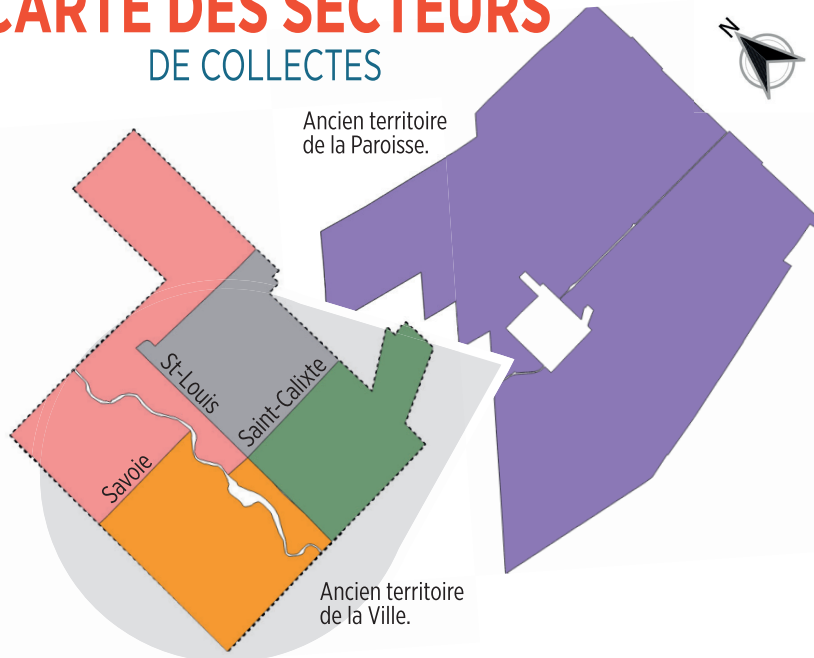 CARTE DES SECTEURS
DE COLLECTES
N
Ancien territoire
de la Paroisse.
St-Louis
Saint-Calixte
Savoie
Ancien territoire
de la Ville.